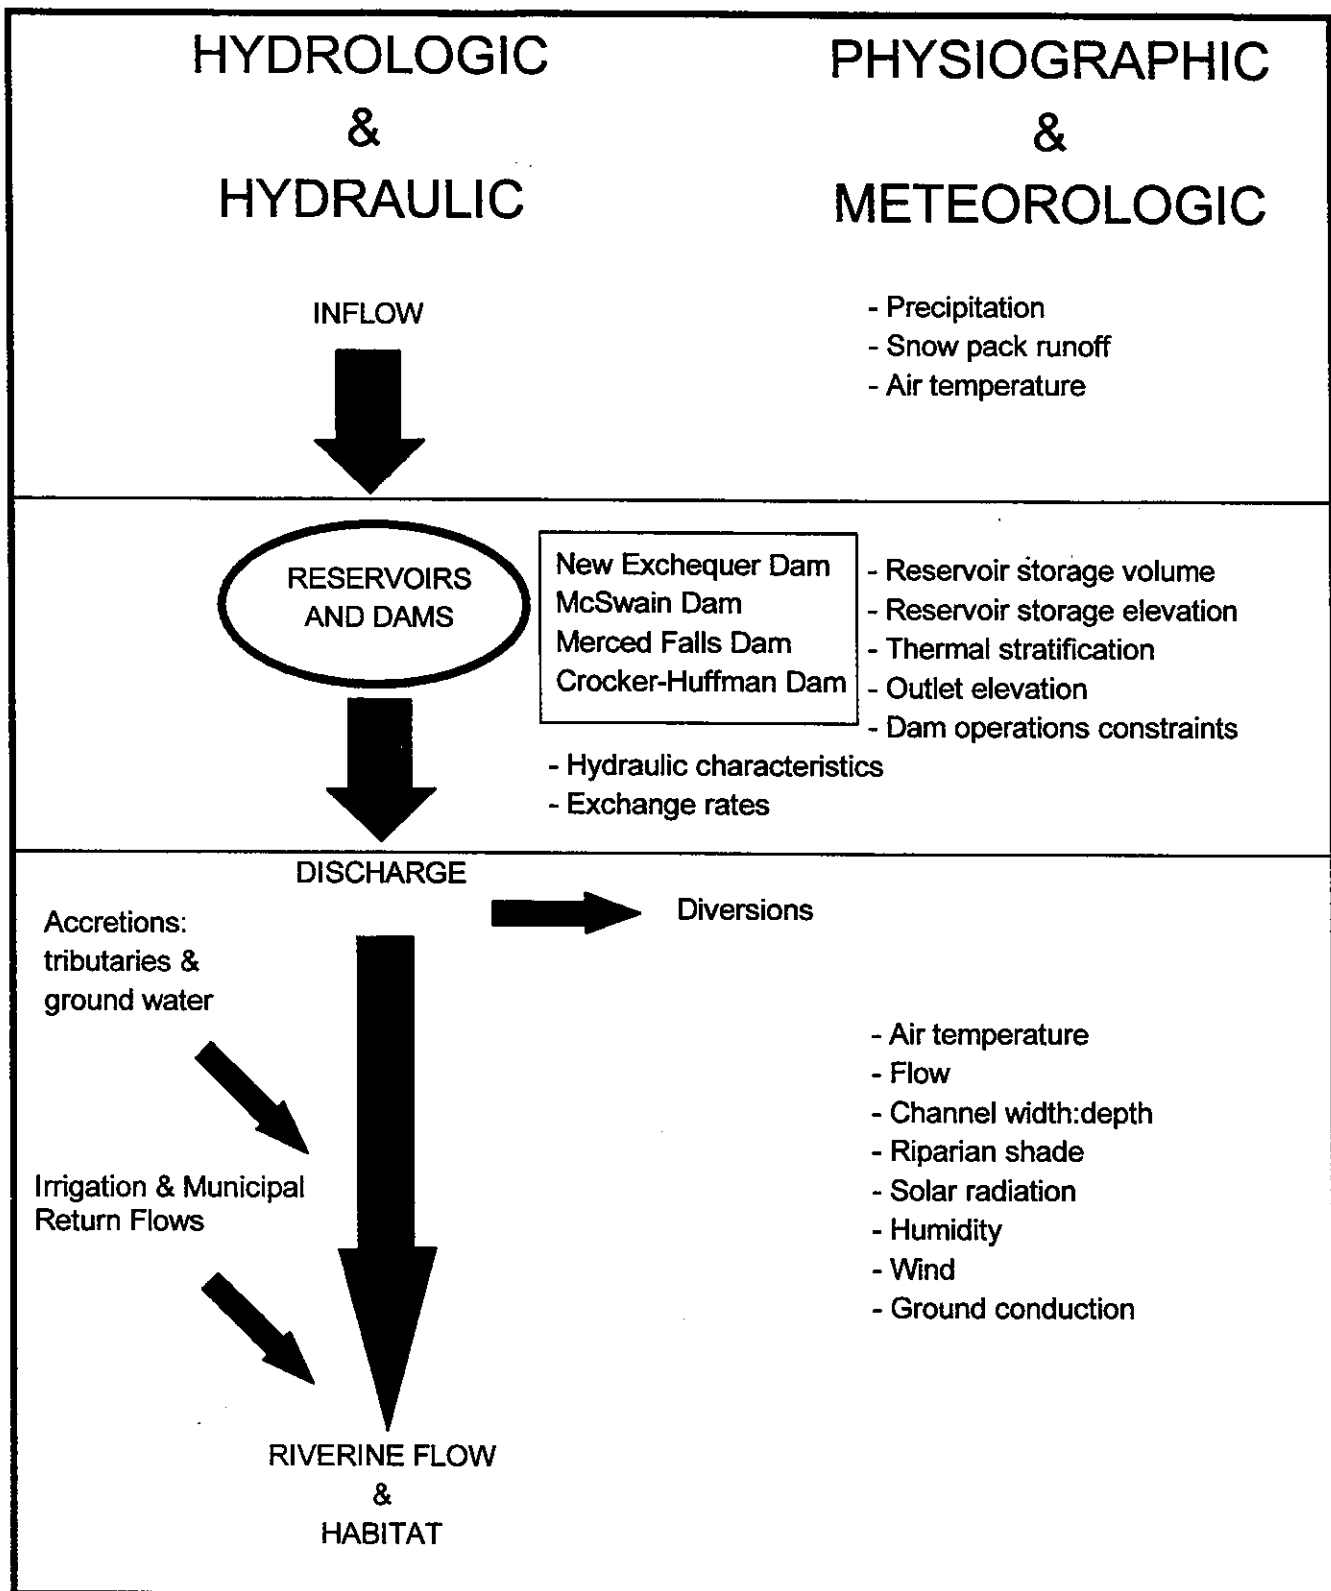 HYDROLOGIC
&
HYDRAULIC
PHYSIOGRAPHIC
&
METEOROLOGIC
INFLOW
- Precipitation
- Snow pack runoff
- Air temperature
RESERVOIRS
AND DAMS
New Exchequer Dam
McSwain Dam
Merced Falls Dam
Crocker-Huffman Dam
- Reservoir storage volume
- Reservoir storage elevation
- Thermal stratification
- Outlet elevation
- Dam operations constraints
- Hydraulic characteristics
- Exchange rates
DISCHARGE
Diversions
Accretions:
tributaries &
ground water
Irrigation & Municipal
Return Flows
- Air temperature
- Flow
- Channel width:depth
- Riparian shade
- Solar radiation
- Humidity
- Wind
- Ground conduction
RIVERINE FLOW
&
HABITAT